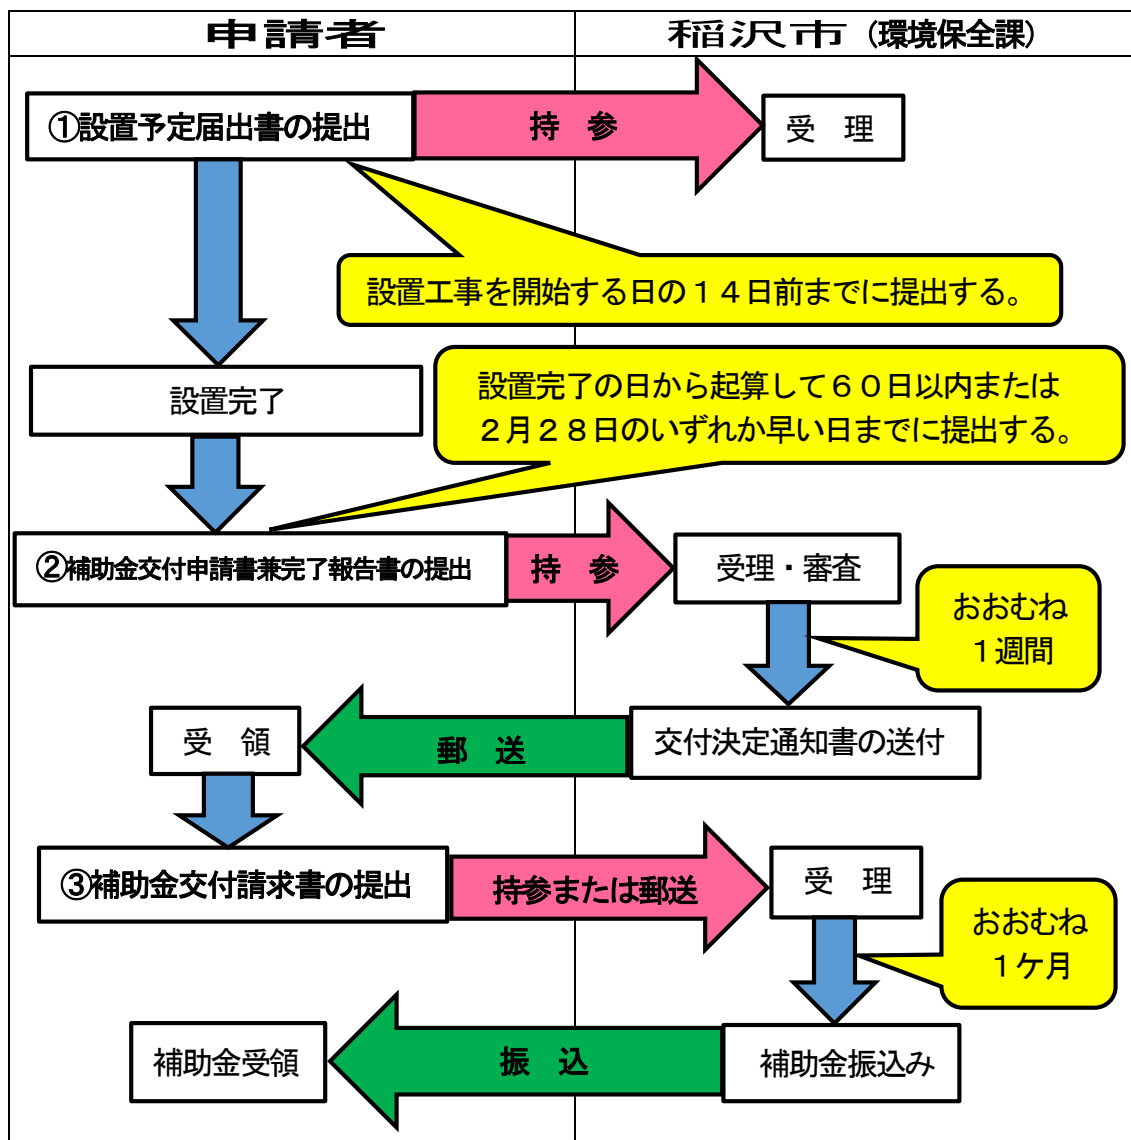 申請者
稲沢市（環境保全課）
①設置予定届出書の提出
持　参
受　理
設置工事を開始する日の１４日前までに提出する。
設置完了
設置完了の日から起算して６０日以内または
２月２８日のいずれか早い日までに提出する。
②補助金交付申請書兼完了報告書の提出
持　参
受理・審査
おおむね
１週間
交付決定通知書の送付
郵　送
受　領
③補助金交付請求書の提出
持参または郵送
受　理
おおむね
１ケ月
補助金振込み
振　込
補助金受領